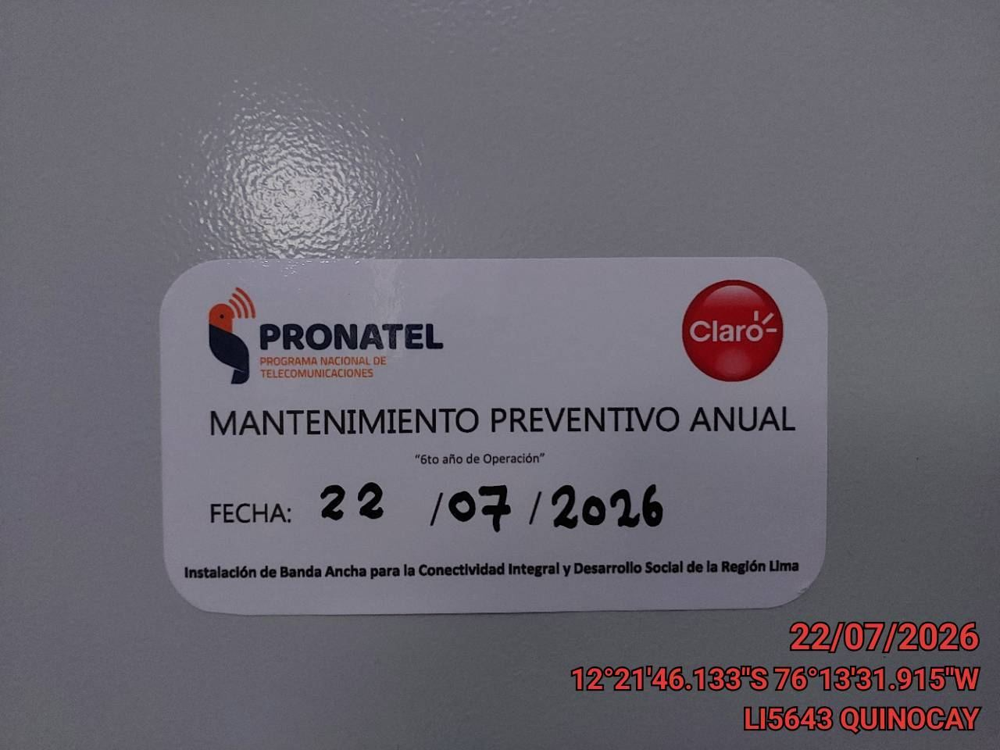 PRONATEL
PROGRAMA NACIONAL DE
TELECOMUNICACIONES
Claro
MANTENIMIENTO PREVENTIVO ANUAL
“6to año de Operación”
FECHA: 22 /07/2026
Instalación de Banda Ancha para la Conectividad Integral y Desarrollo Social de la Región Lima
22/07/2026
12°21'46.133"S 76°13'31.915"W
LI5643 QUINOCAY